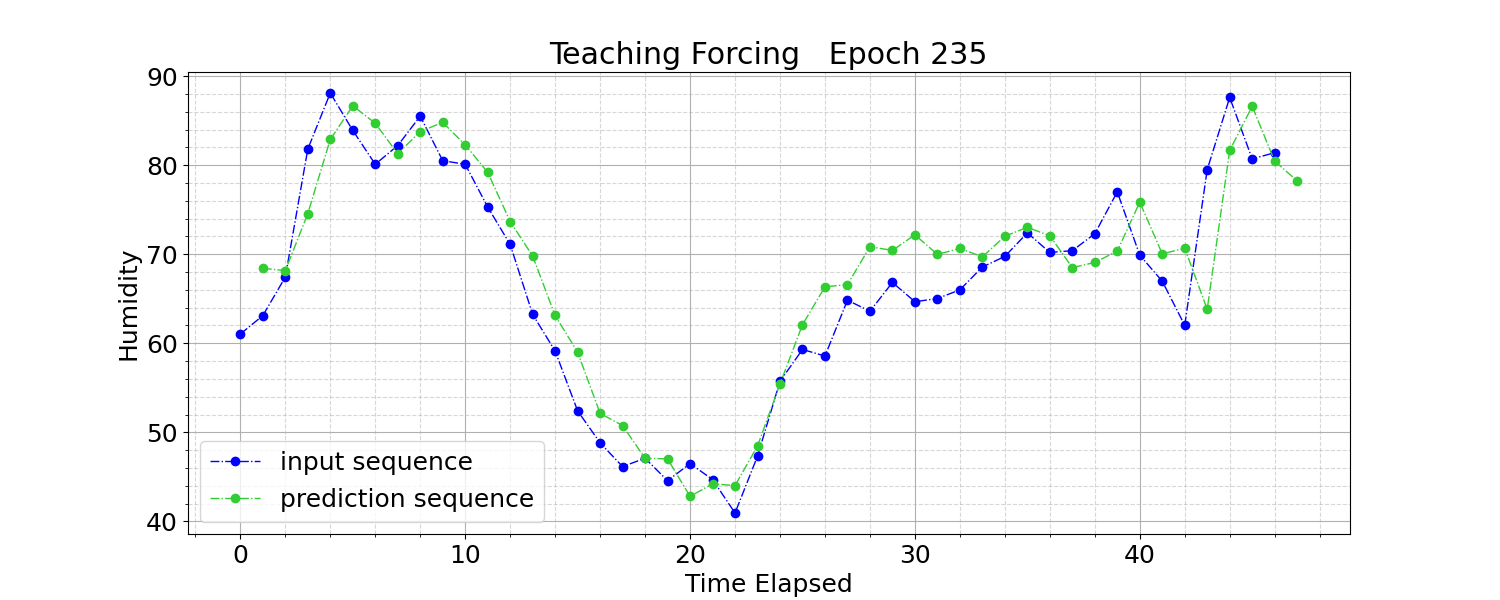 Teaching Forcing   Epoch 235
90
80
70
60
50
40
Humidity
input sequence
prediction sequence
0 10 20 30 40
Time Elapsed